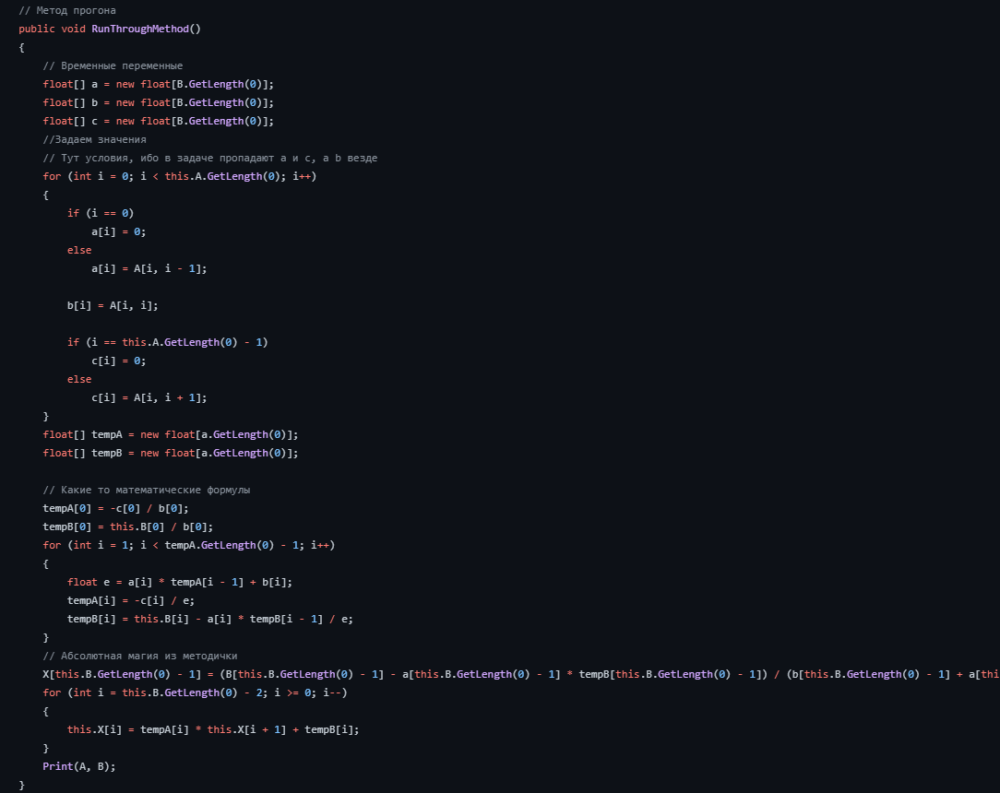 // Метод прогона
public void RunThroughMethod()
{
    // Временные переменные
    float[] a = new float[B.GetLength(0)];
    float[] b = new float[B.GetLength(0)];
    float[] c = new float[B.GetLength(0)];
    //Задаем значения
    // Тут условия, ибо в задаче пропадают a и c, а b везде
    for (int i = 0; i < this.A.GetLength(0); i++)
    {
        if (i == 0)
            a[i] = 0;
        else
            a[i] = A[i, i - 1];

        b[i] = A[i, i];

        if (i == this.A.GetLength(0) - 1)
            c[i] = 0;
        else
            c[i] = A[i, i + 1];
    }
    float[] tempA = new float[a.GetLength(0)];
    float[] tempB = new float[a.GetLength(0)];

    // Какие то математические формулы
    tempA[0] = -c[0] / b[0];
    tempB[0] = this.B[0] / b[0];
    for (int i = 1; i < tempA.GetLength(0) - 1; i++)
    {
        float e = a[i] * tempA[i - 1] + b[i];
        tempA[i] = -c[i] / e;
        tempB[i] = this.B[i] - a[i] * tempB[i - 1] / e;
    }
    // Абсолютная магия из методички
    X[this.B.GetLength(0) - 1] = (B[this.B.GetLength(0) - 1] - a[this.B.GetLength(0) - 1] * tempB[this.B.GetLength(0) - 1]) / (b[this.B.GetLength(0) - 1] + a[thi
    for (int i = this.B.GetLength(0) - 2; i >= 0; i--)
    {
        this.X[i] = tempA[i] * this.X[i + 1] + tempB[i];
    }
    Print(A, B);
}